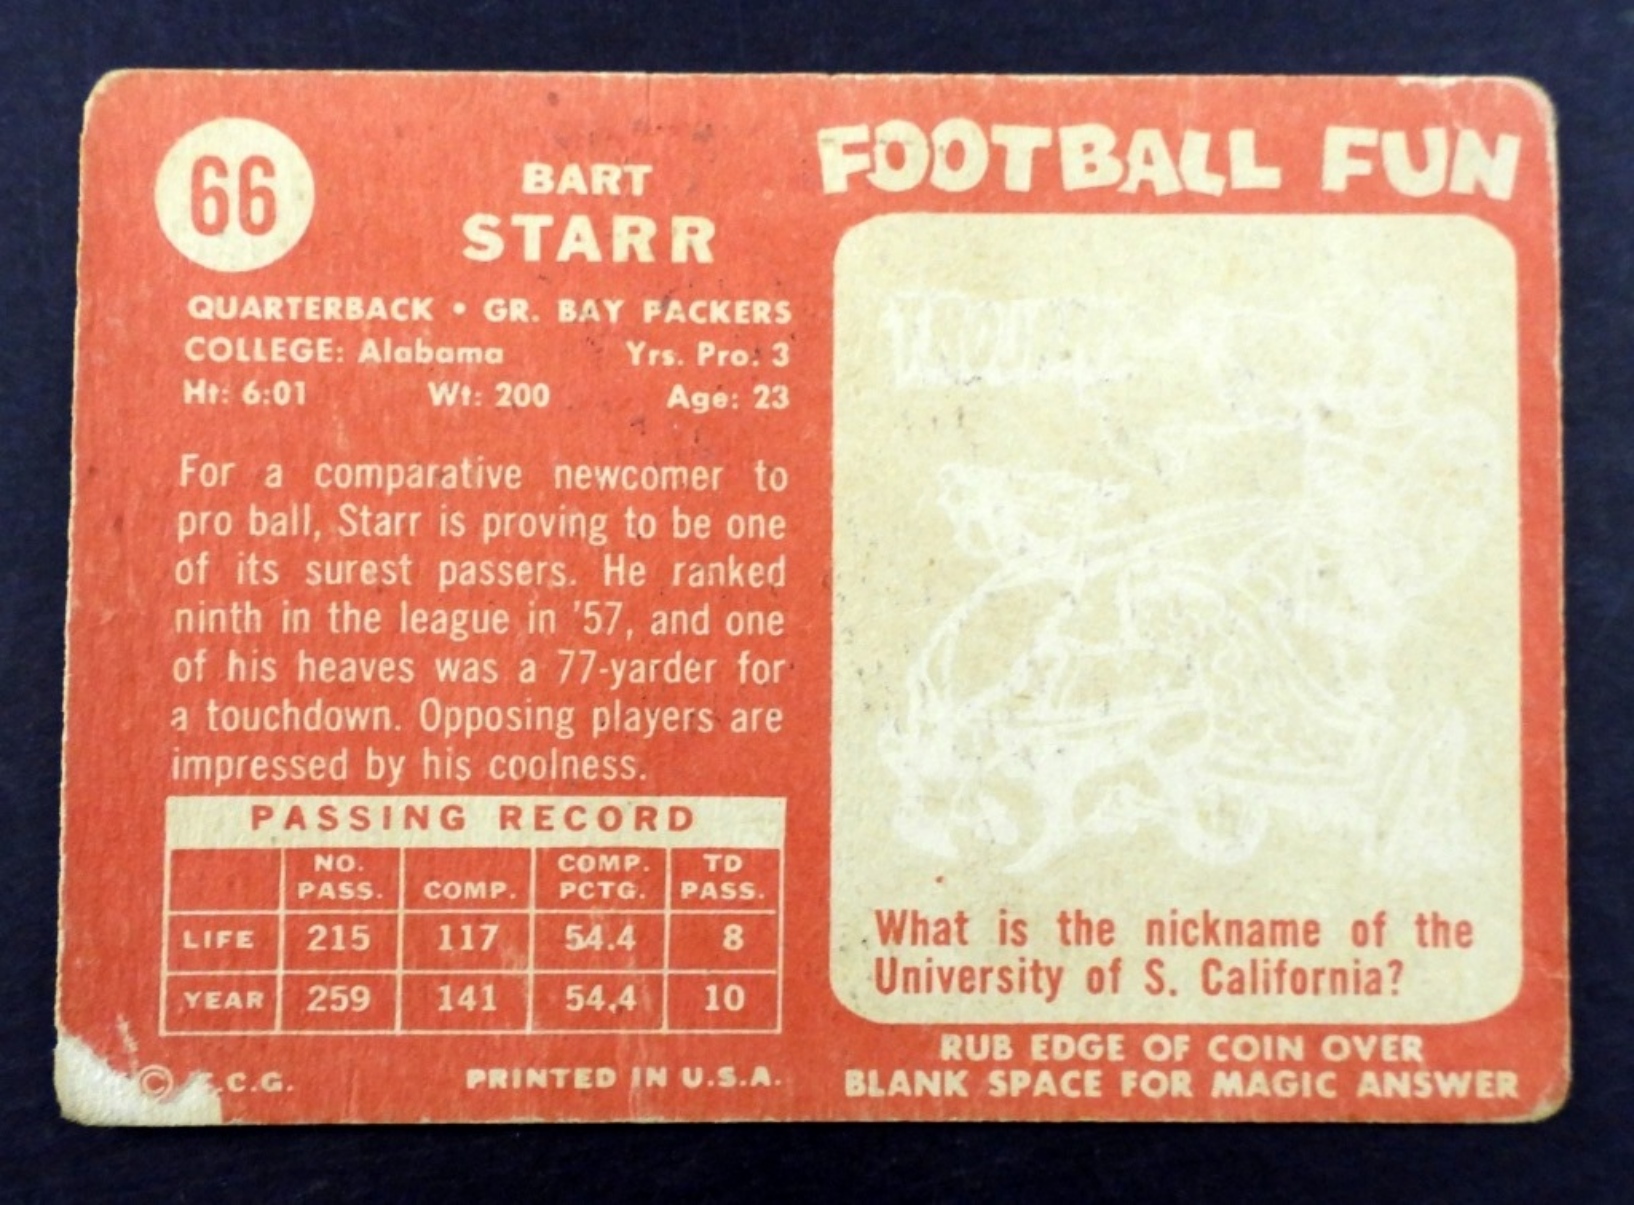 66
BART
STARR
QUARTERBACK • GR. BAY PACKERS
COLLEGE: Alabama Yrs. Pro: 3
Ht: 6:01 Wt: 200 Age: 23
For a comparative newcomer to
pro ball, Starr is proving to be one
of its surest passers. He ranked
ninth in the league in '57, and one
of his heaves was a 77-yarder for
a touchdown. Opposing players are
impressed by his coolness.
PASSING RECORD
NO. PASS. COMP. COMP. PCTG. TD PASS.
LIFE 215 117 54.4 8
YEAR 259 141 54.4 10
© .C.G. PRINTED IN U.S.A.
FOOTBALL FUN
What is the nickname of the
University of S. California?
RUB EDGE OF COIN OVER
BLANK SPACE FOR MAGIC ANSWER